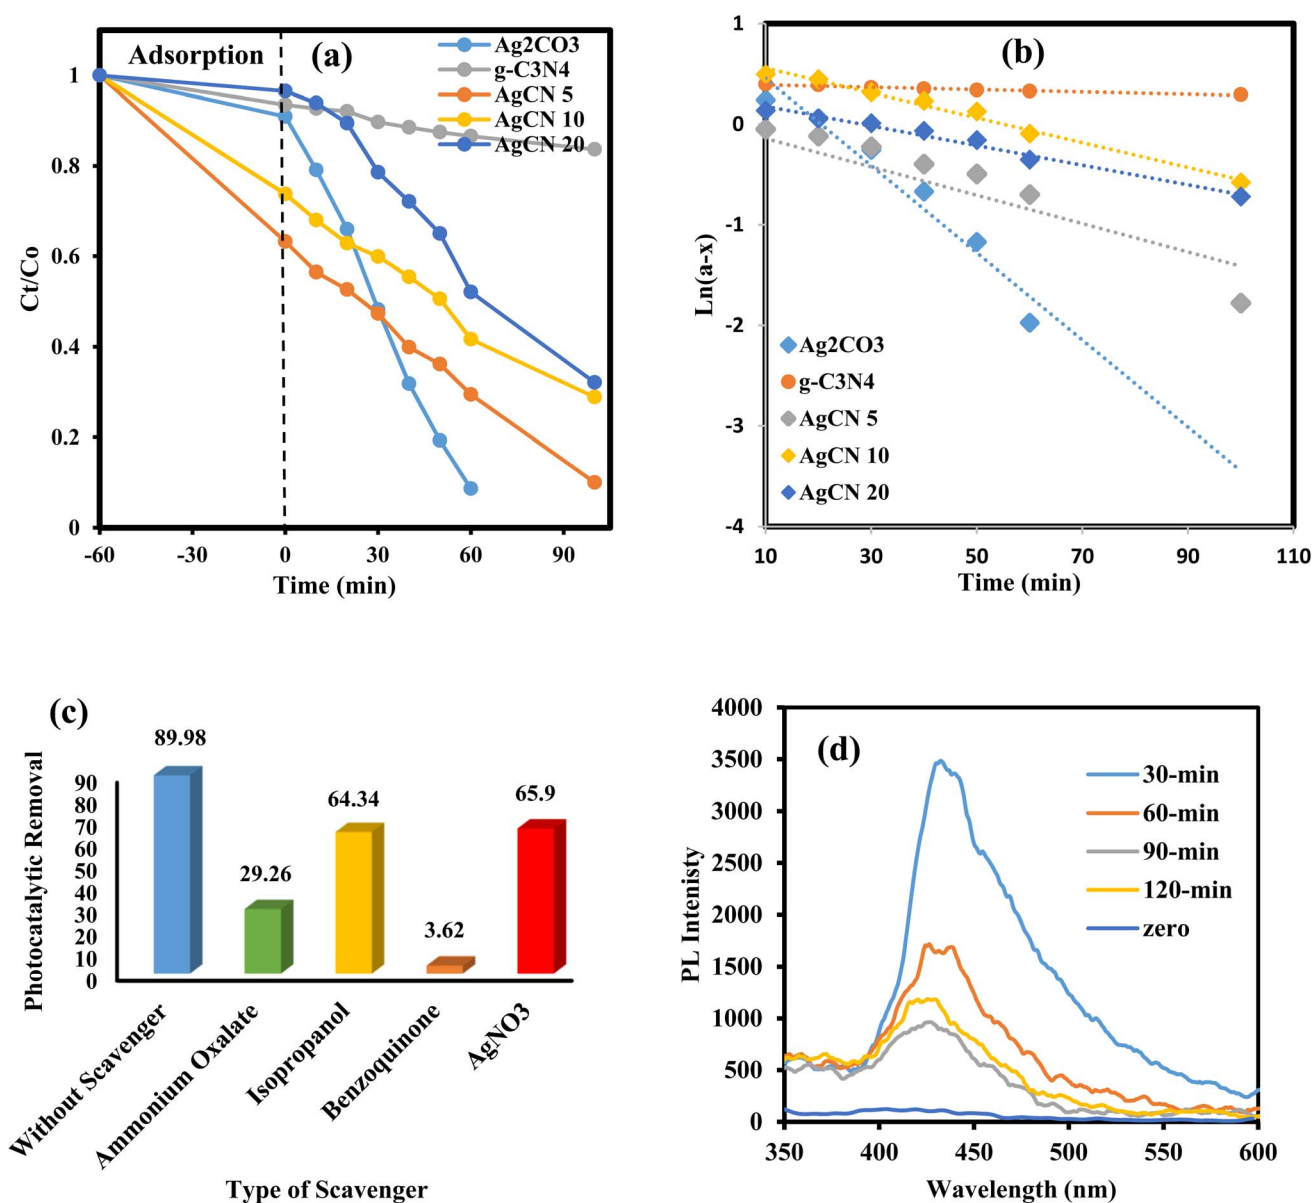 (a)
Adsorption
Ag2CO3
g-C3N4
AgCN 5
AgCN 10
AgCN 20
1
0.8
0.6
0.4
0.2
0
Ct/Co
-60 -30 0 30 60 90
Time (min)
(b)
1
0
-1
-2
-3
-4
Ln(a-x)
Ag2CO3
g-C3N4
AgCN 5
AgCN 10
AgCN 20
10 30 50 70 90 110
Time (min)
(c)
Photocatalytic Removal
90
80
70
60
50
40
30
20
10
0
89.98
29.26
64.34
3.62
65.9
Without Scavenger
Ammonium Oxalate
Isopropanol
Benzoquinone
AgNO3
Type of Scavenger
(d)
4000
3500
3000
2500
2000
1500
1000
500
0
PL Intenisty
30-min
60-min
90-min
120-min
zero
350 400 450 500 550 600
Wavelength (nm)